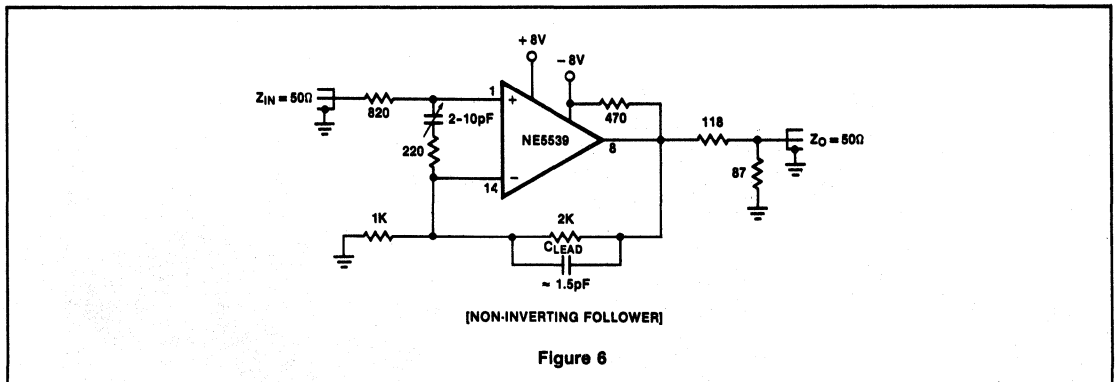 + 8V
− 8V
Z_IN = 50Ω
1
+
820
2-10pF
470
NE5539
118
Z_O = 50Ω
220
8
87
−
14
1K
2K
C_LEAD
≈ 1.5pF
[NON-INVERTING FOLLOWER]
Figure 6